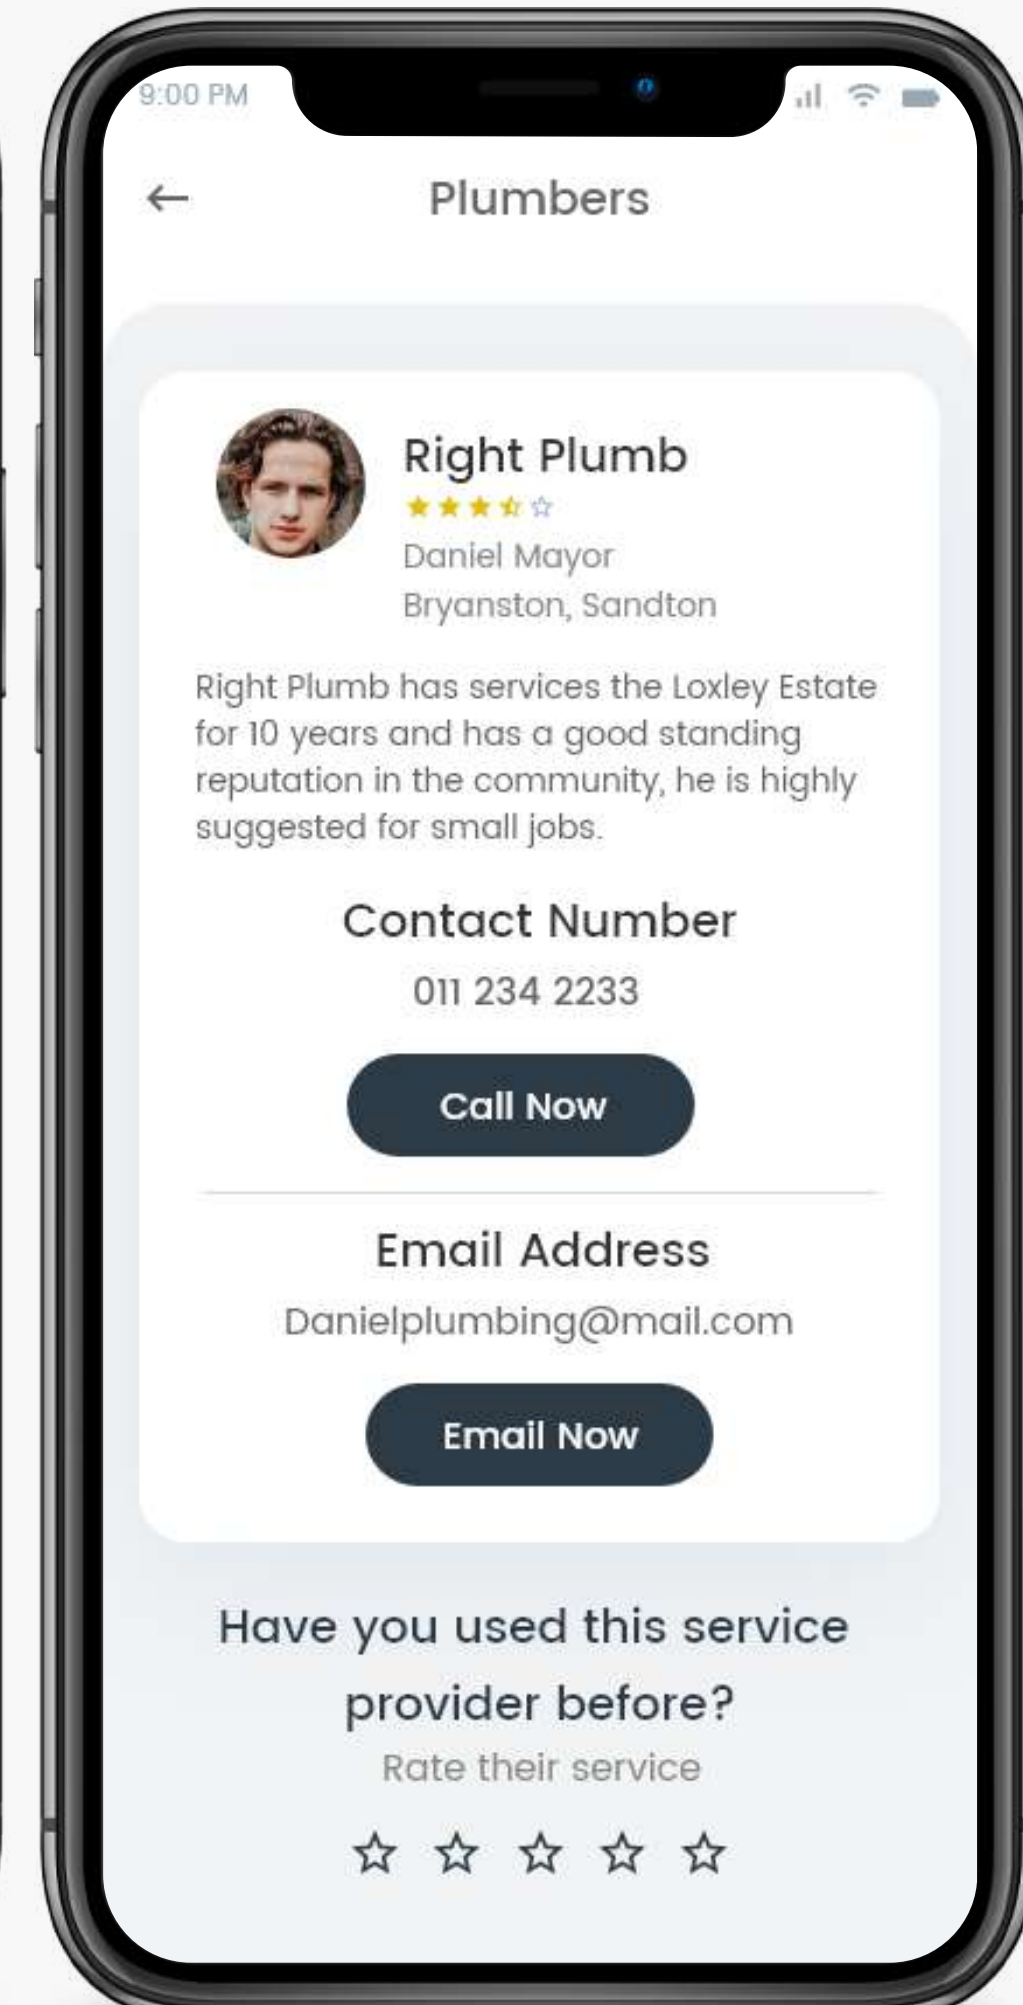 9:00 PM
Plumbers
Right Plumb
Daniel Mayor
Bryanston, Sandton
Right Plumb has services the Loxley Estate
for 10 years and has a good standing
reputation in the community, he is highly
suggested for small jobs.
Contact Number
011 234 2233
Call Now
Email Address
Danielplumbing@mail.com
Email Now
Have you used this service
provider before?
Rate their service